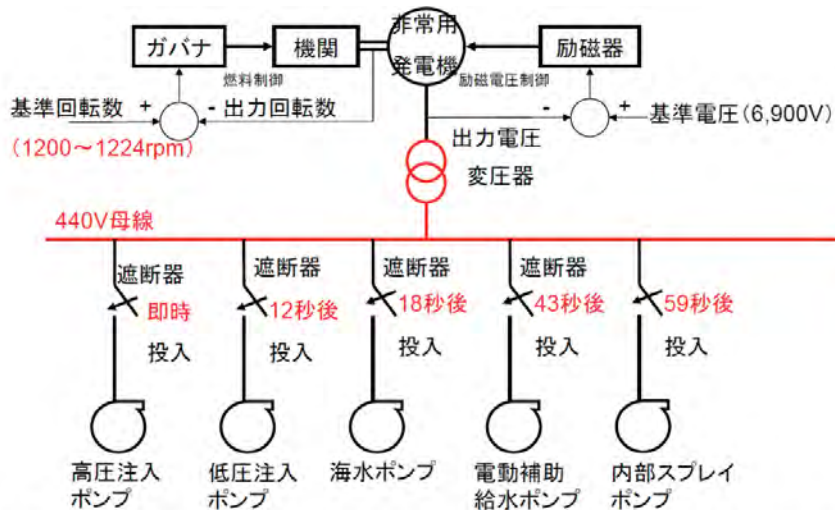 非常用
発電機
ガバナ
機関
励磁器
燃料制御
励磁電圧制御
基準回転数
+
-
出力回転数
(1200～1224rpm)
-
+
基準電圧(6,900V)
出力電圧
変圧器
440V母線
遮断器
即時
投入
遮断器
12秒後
投入
遮断器
18秒後
投入
遮断器
43秒後
投入
59秒後
投入
高圧注入
ポンプ
低圧注入
ポンプ
海水ポンプ
電動補助
給水ポンプ
内部スプレイ
ポンプ